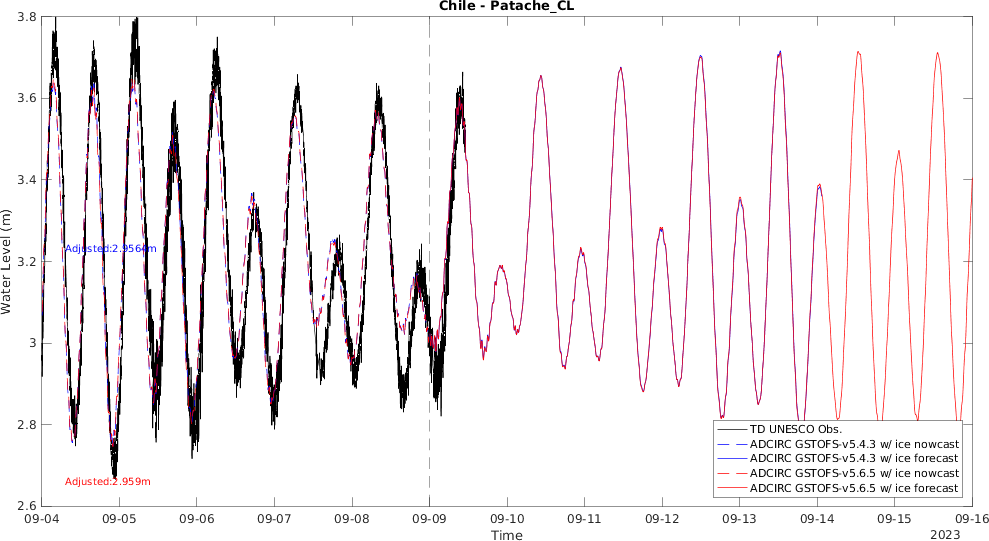 Chile - Patache_CL
Water Level (m)
3.8
3.6
3.4
3.2
3
2.8
2.6
Adjusted:2.9564m
Adjusted:2.959m
TD UNESCO Obs.
ADCIRC GSTOFS-v5.4.3 w/ ice nowcast
ADCIRC GSTOFS-v5.4.3 w/ ice forecast
ADCIRC GSTOFS-v5.6.5 w/ ice nowcast
ADCIRC GSTOFS-v5.6.5 w/ ice forecast
09-04 09-05 09-06 09-07 09-08 09-09 09-10 09-11 09-12 09-13 09-14 09-15 09-16
Time
2023